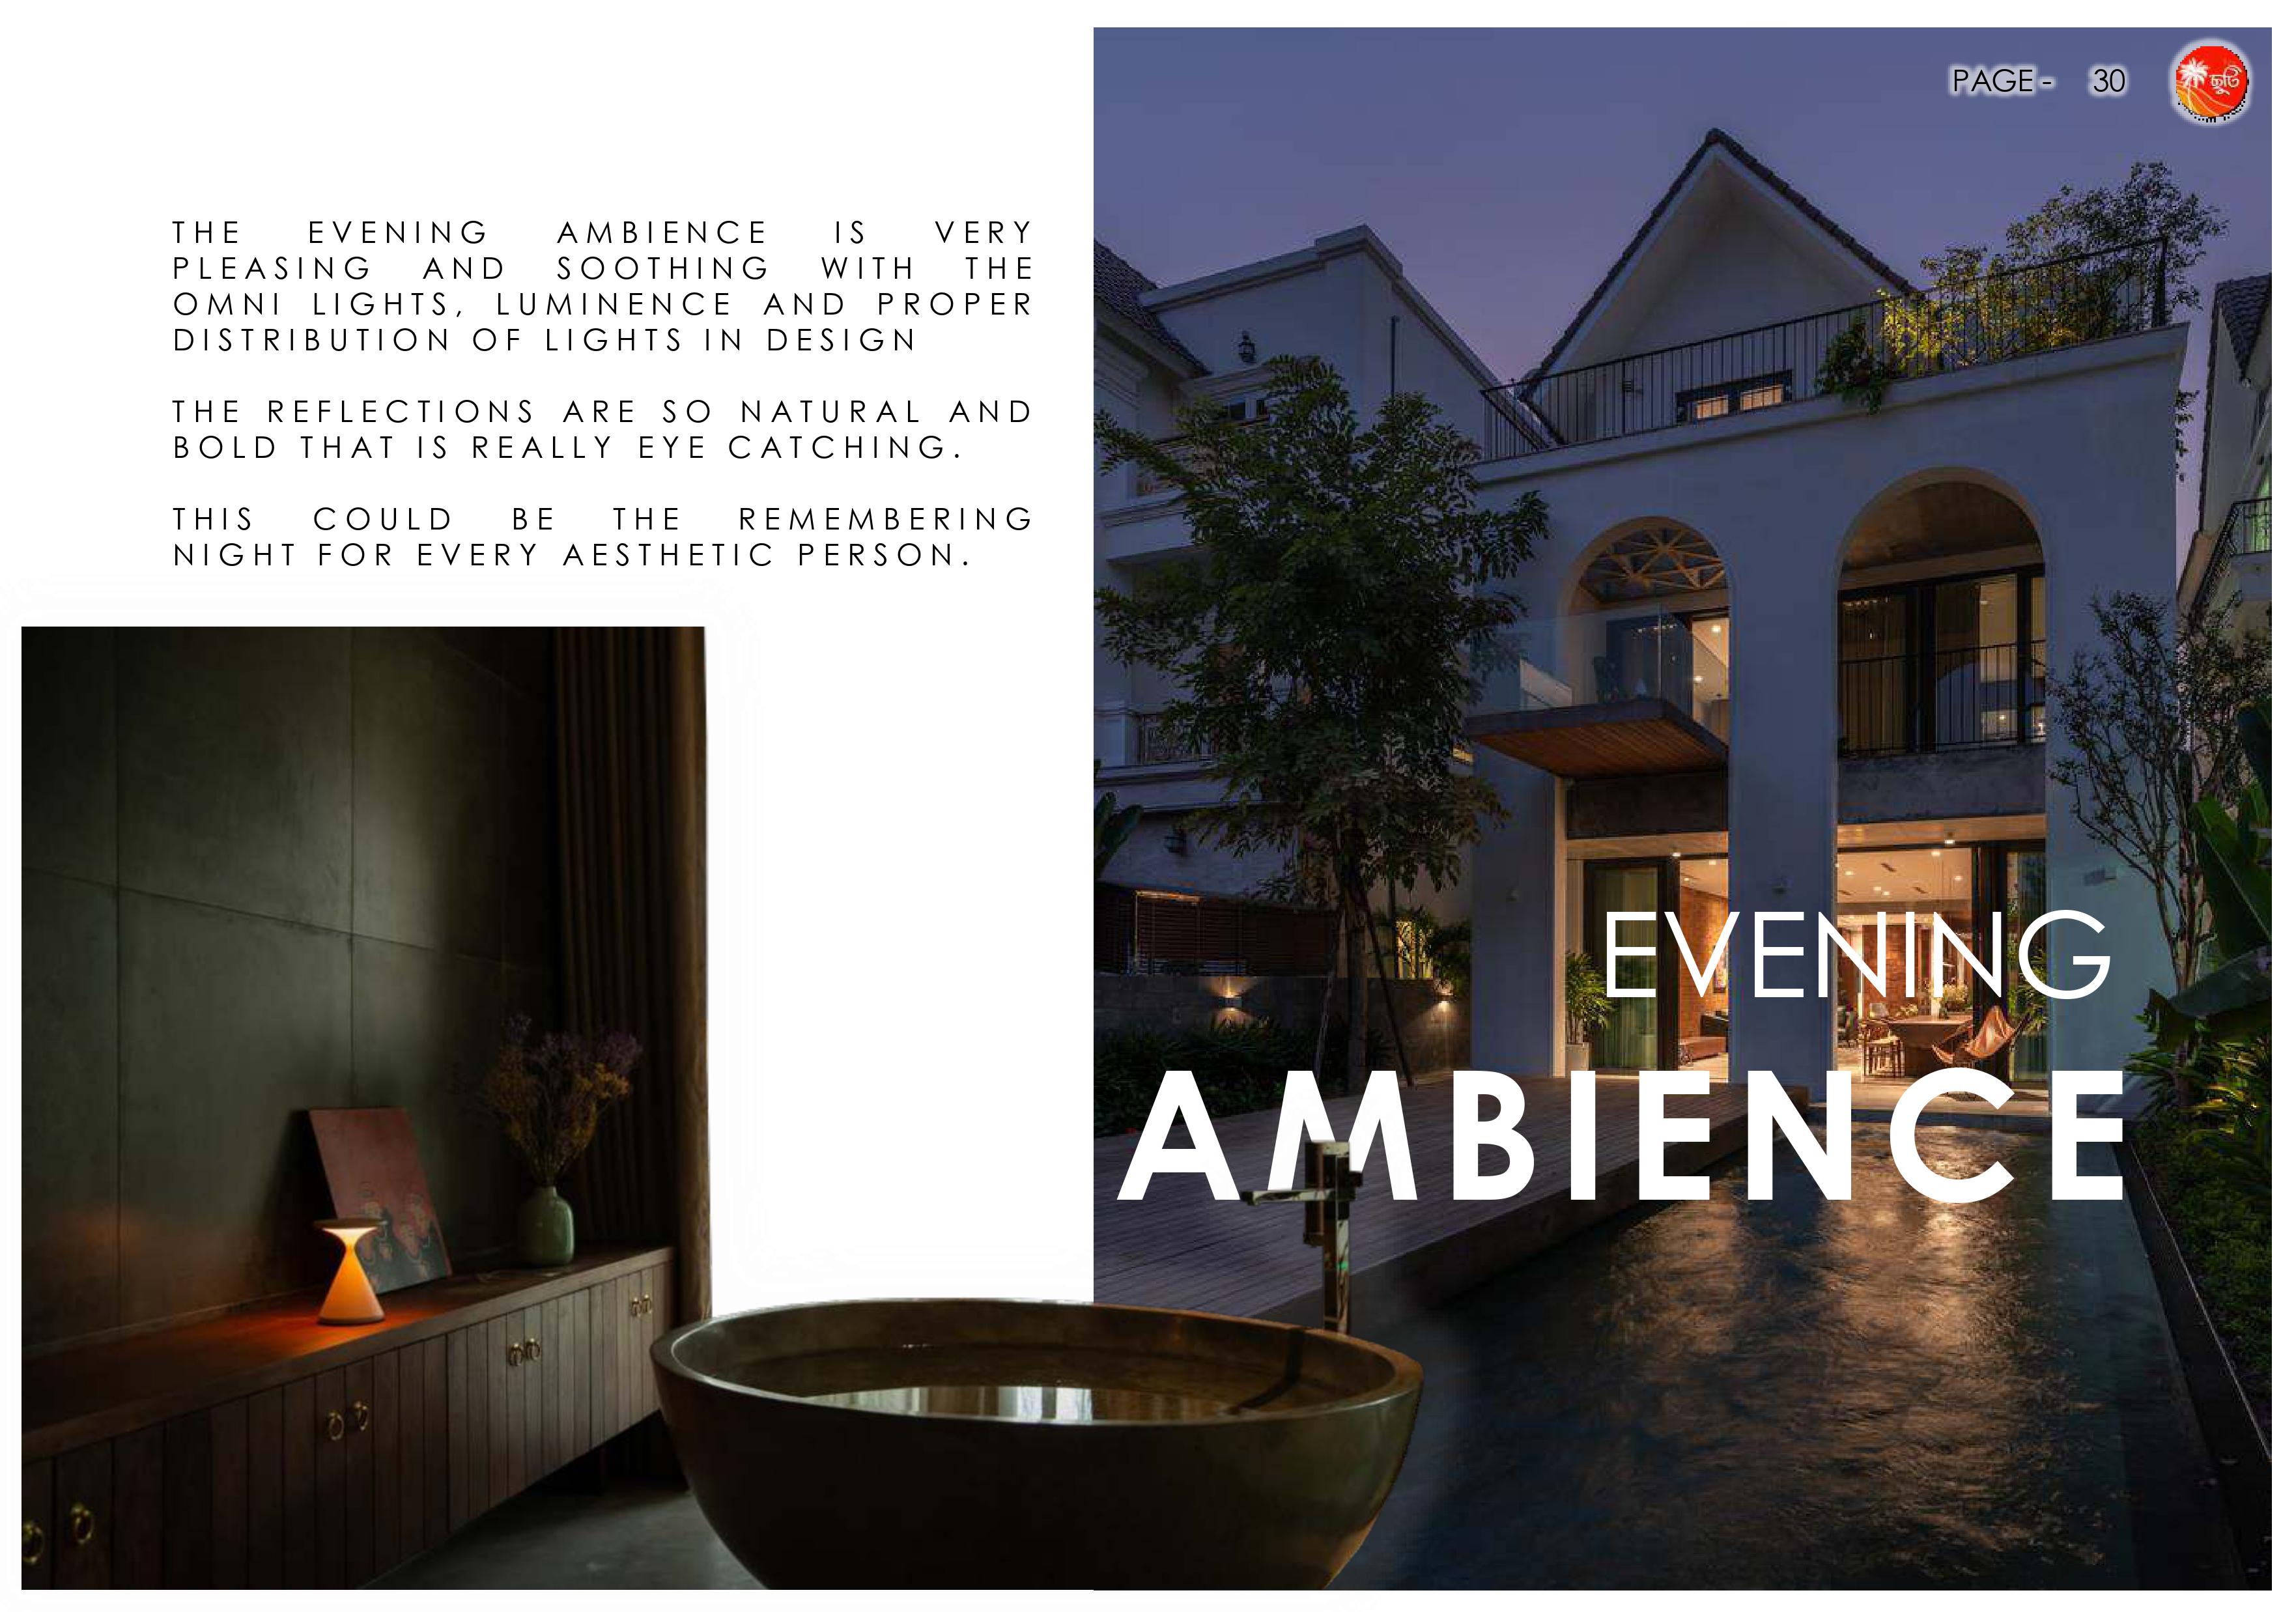 PAGE - 30
ছুটি
THE EVENING AMBIENCE IS VERY
PLEASING AND SOOTHING WITH THE
OMNI LIGHTS, LUMINENCE AND PROPER
DISTRIBUTION OF LIGHTS IN DESIGN
THE REFLECTIONS ARE SO NATURAL AND
BOLD THAT IS REALLY EYE CATCHING.
THIS COULD BE THE REMEMBERING
NIGHT FOR EVERY AESTHETIC PERSON.
EVENING
AMBIENCE